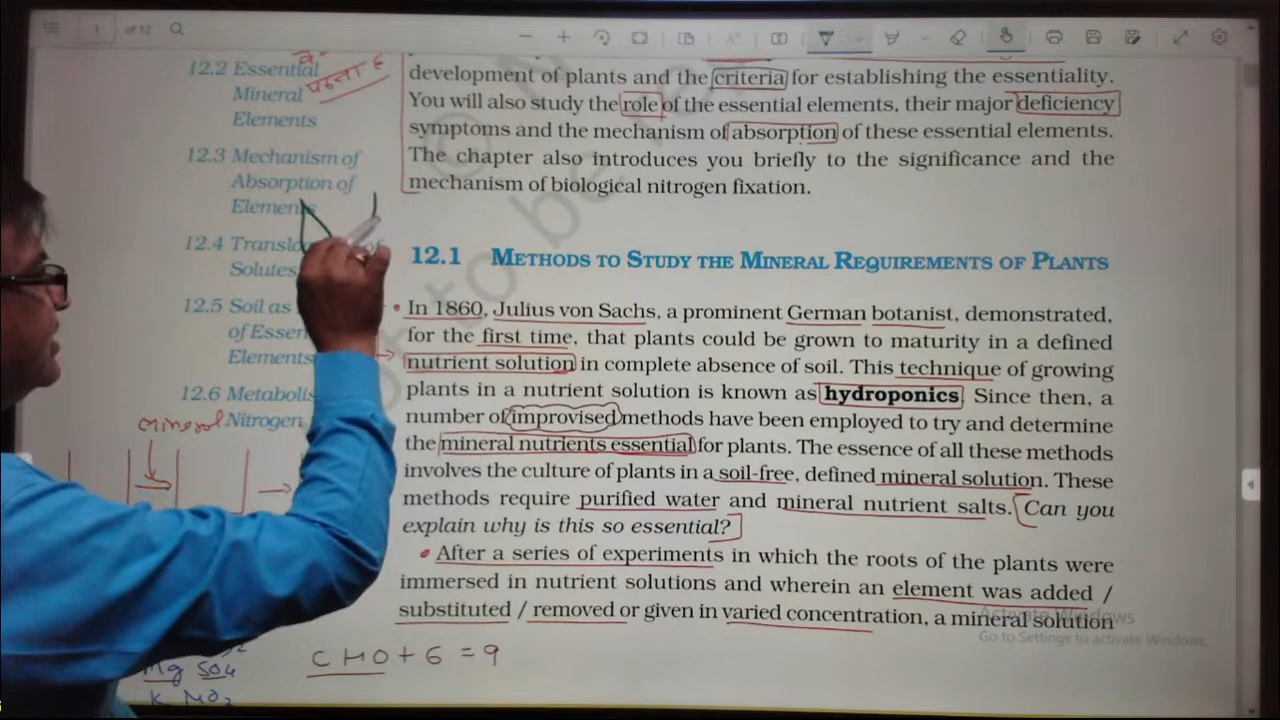 1 of 12
12.2 Essential
Mineral
Elements
12.3 Mechanism of
Absorption of
Elements
12.4 Translo
Solutes
12.5 Soil as
of Essen
Elements
12.6 Metaboli
Nitrogen
mineral
development of plants and the criteria for establishing the essentiality.
You will also study the role of the essential elements, their major deficiency
symptoms and the mechanism of absorption of these essential elements.
The chapter also introduces you briefly to the significance and the
mechanism of biological nitrogen fixation.
12.1 METHODS TO STUDY THE MINERAL REQUIREMENTS OF PLANTS
• In 1860, Julius von Sachs, a prominent German botanist, demonstrated,
for the first time, that plants could be grown to maturity in a defined
nutrient solution in complete absence of soil. This technique of growing
plants in a nutrient solution is known as hydroponics. Since then, a
number of improvised methods have been employed to try and determine
the mineral nutrients essential for plants. The essence of all these methods
involves the culture of plants in a soil-free, defined mineral solution. These
methods require purified water and mineral nutrient salts. Can you
explain why is this so essential?
• After a series of experiments in which the roots of the plants were
immersed in nutrient solutions and wherein an element was added /
substituted / removed or given in varied concentration, a mineral solution
Activate Windows
Go to Settings to activate Windows.
CHO + 6 = 9
Mg SO4
K NO2